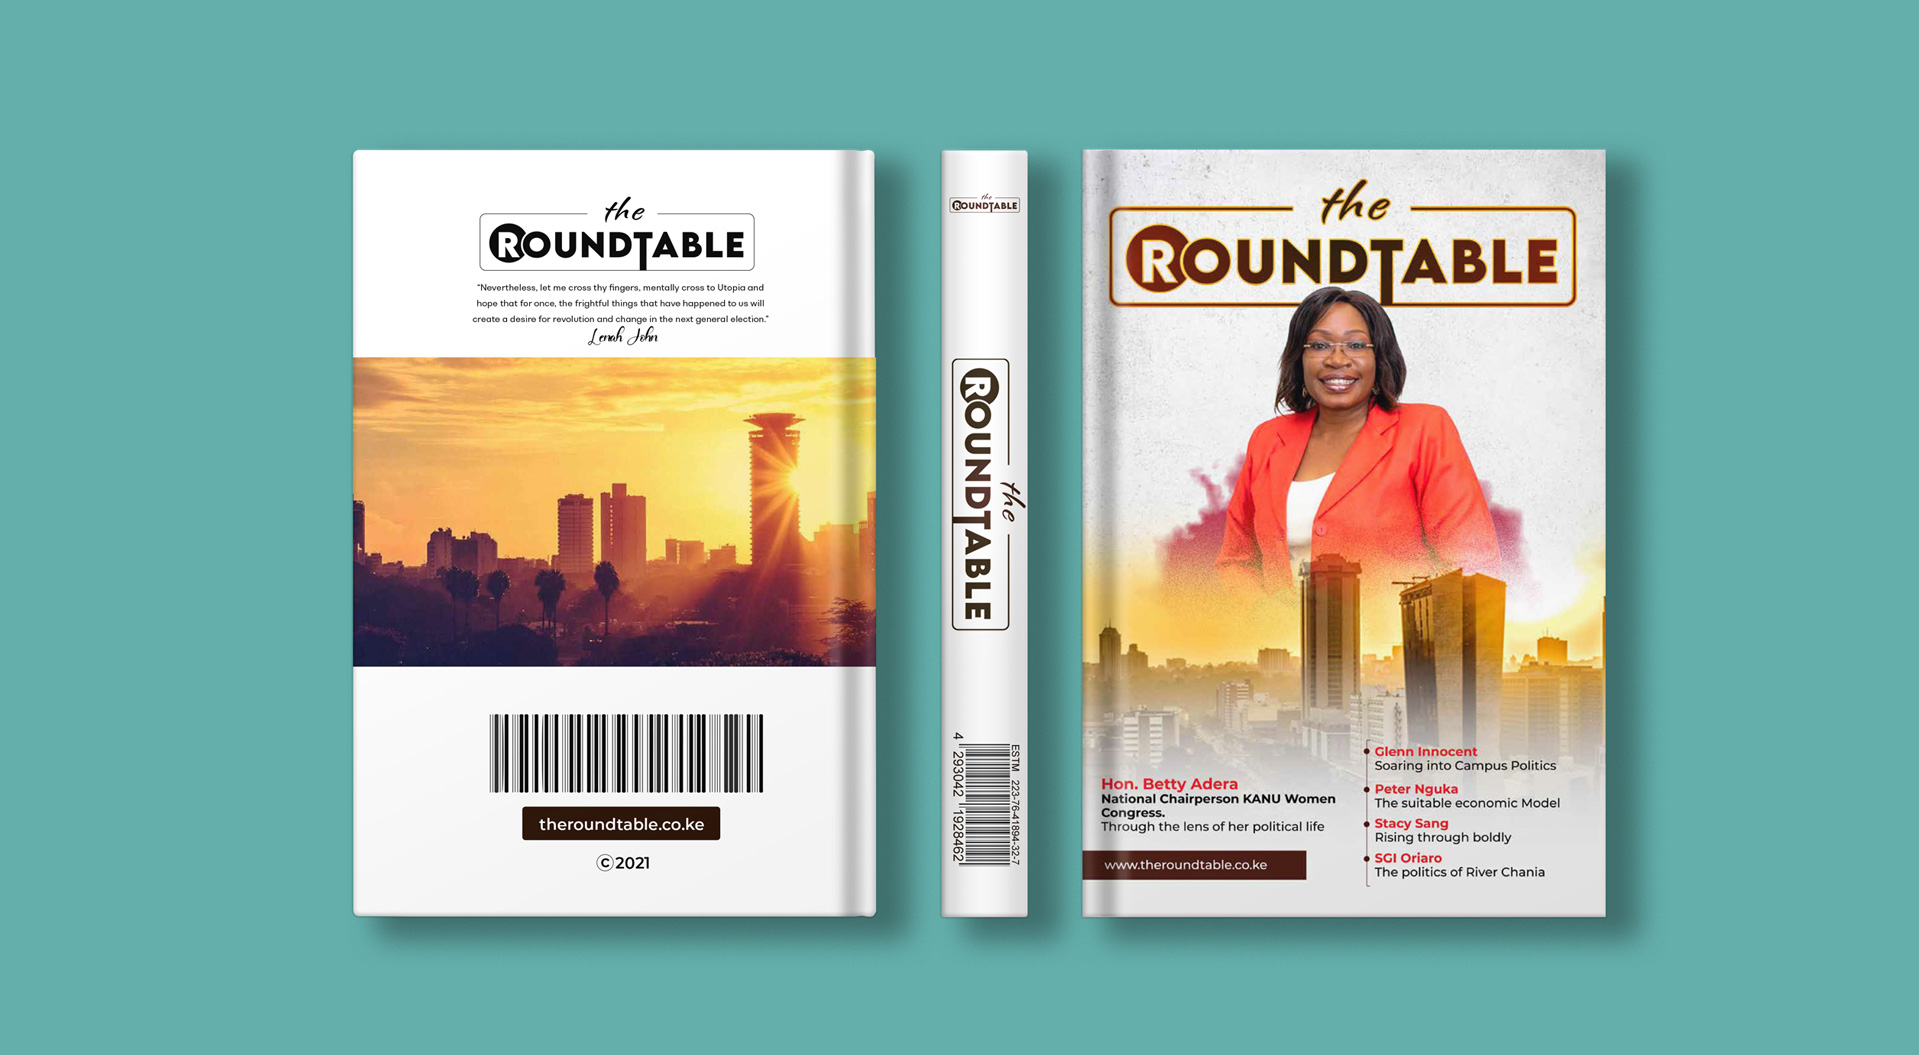 the
ROUNDTABLE
“Nevertheless, let me cross thy fingers, mentally cross to Utopia and
hope that for once, the frightful things that have happened to us will
create a desire for revolution and change in the next general election.”
Lenah John
theroundtable.co.ke
©2021
the
ROUNDTABLE
the
ROUNDTABLE
ESTM 223-76-41894-32-7
4 293042 1928462
the
ROUNDTABLE
Hon. Betty Adera
National Chairperson KANU Women
Congress.
Through the lens of her political life
www.theroundtable.co.ke
Glenn Innocent
Soaring into Campus Politics
Peter Nguka
The suitable economic Model
Stacy Sang
Rising through boldly
SGI Oriaro
The politics of River Chania